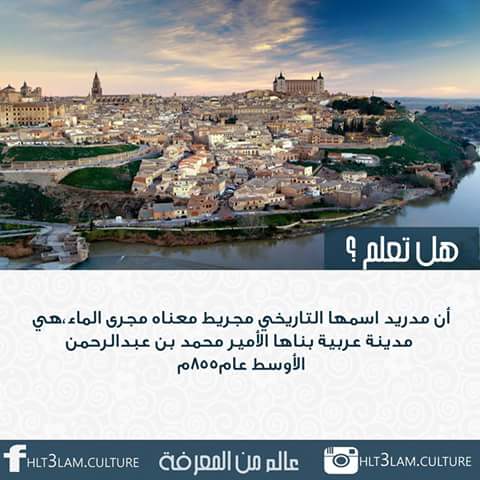 هل تعلم ؟
أن مدريد اسمها التاريخي مجريط معناه مجرى الماء،هي
مدينة عربية بناها الأمير محمد بن عبدالرحمن
الأوسط عام٨٥٥م
f HLT3LAM.CULTURE عالم من المعرفة HLT3LAM.CULTURE